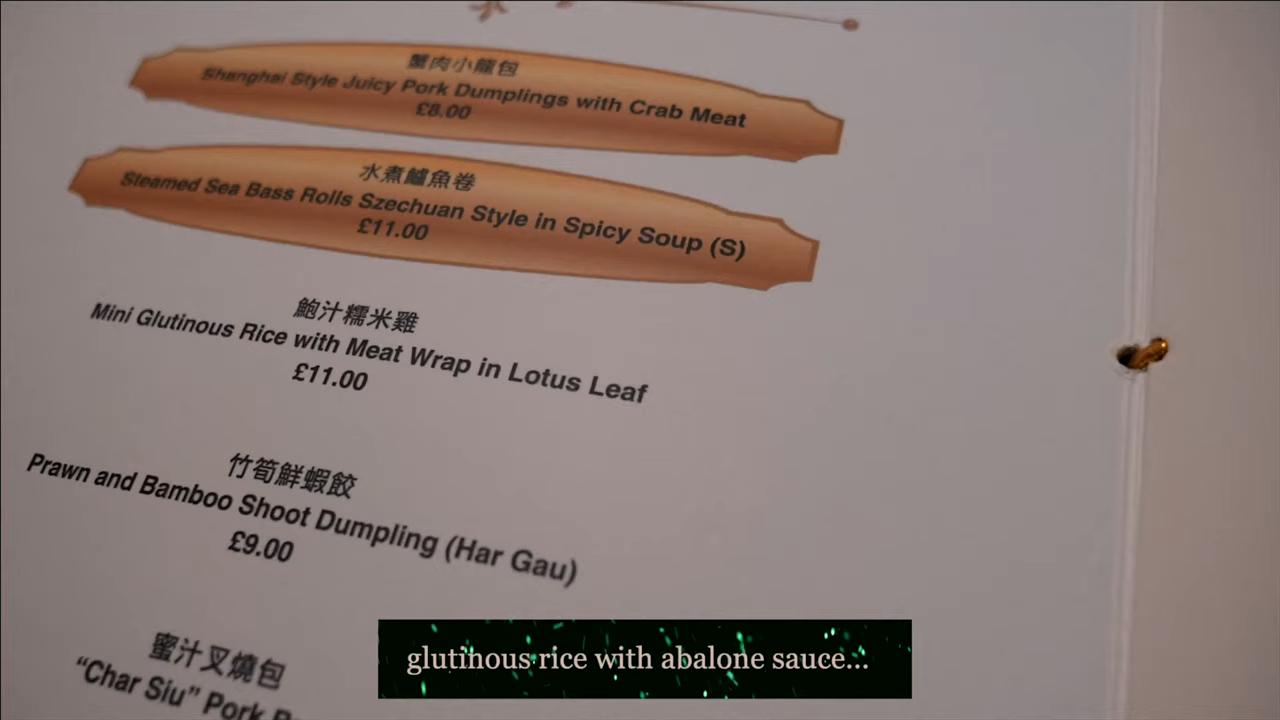 蟹肉小龍包
Shanghai Style Juicy Pork Dumplings with Crab Meat
£8.00
水煮鱸魚卷
Steamed Sea Bass Rolls Szechuan Style in Spicy Soup (S)
£11.00
鮑汁糯米雞
Mini Glutinous Rice with Meat Wrap in Lotus Leaf
£11.00
竹筍鮮蝦餃
Prawn and Bamboo Shoot Dumpling (Har Gau)
£9.00
蜜汁叉燒包
“Char Siu” Pork
glutinous rice with abalone sauce...